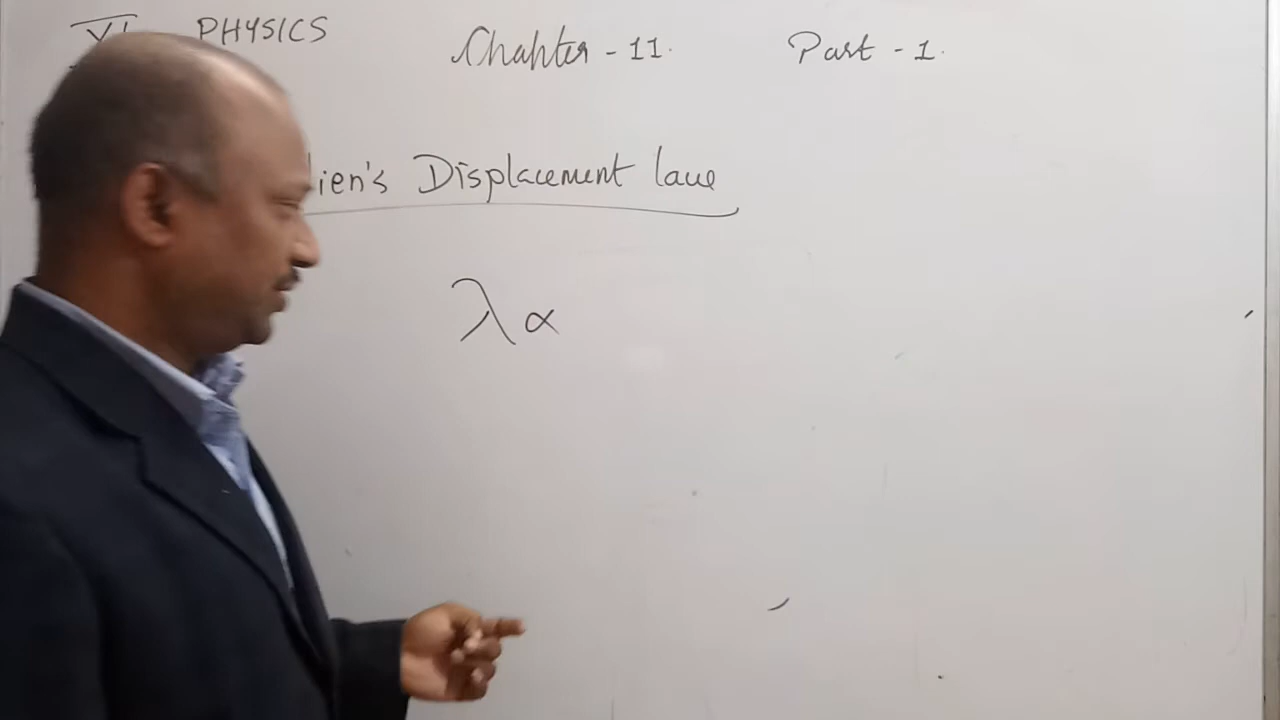 XI PHYSICS Chapter - 11. Part - 1.
ien's Displacement law
λ ∝